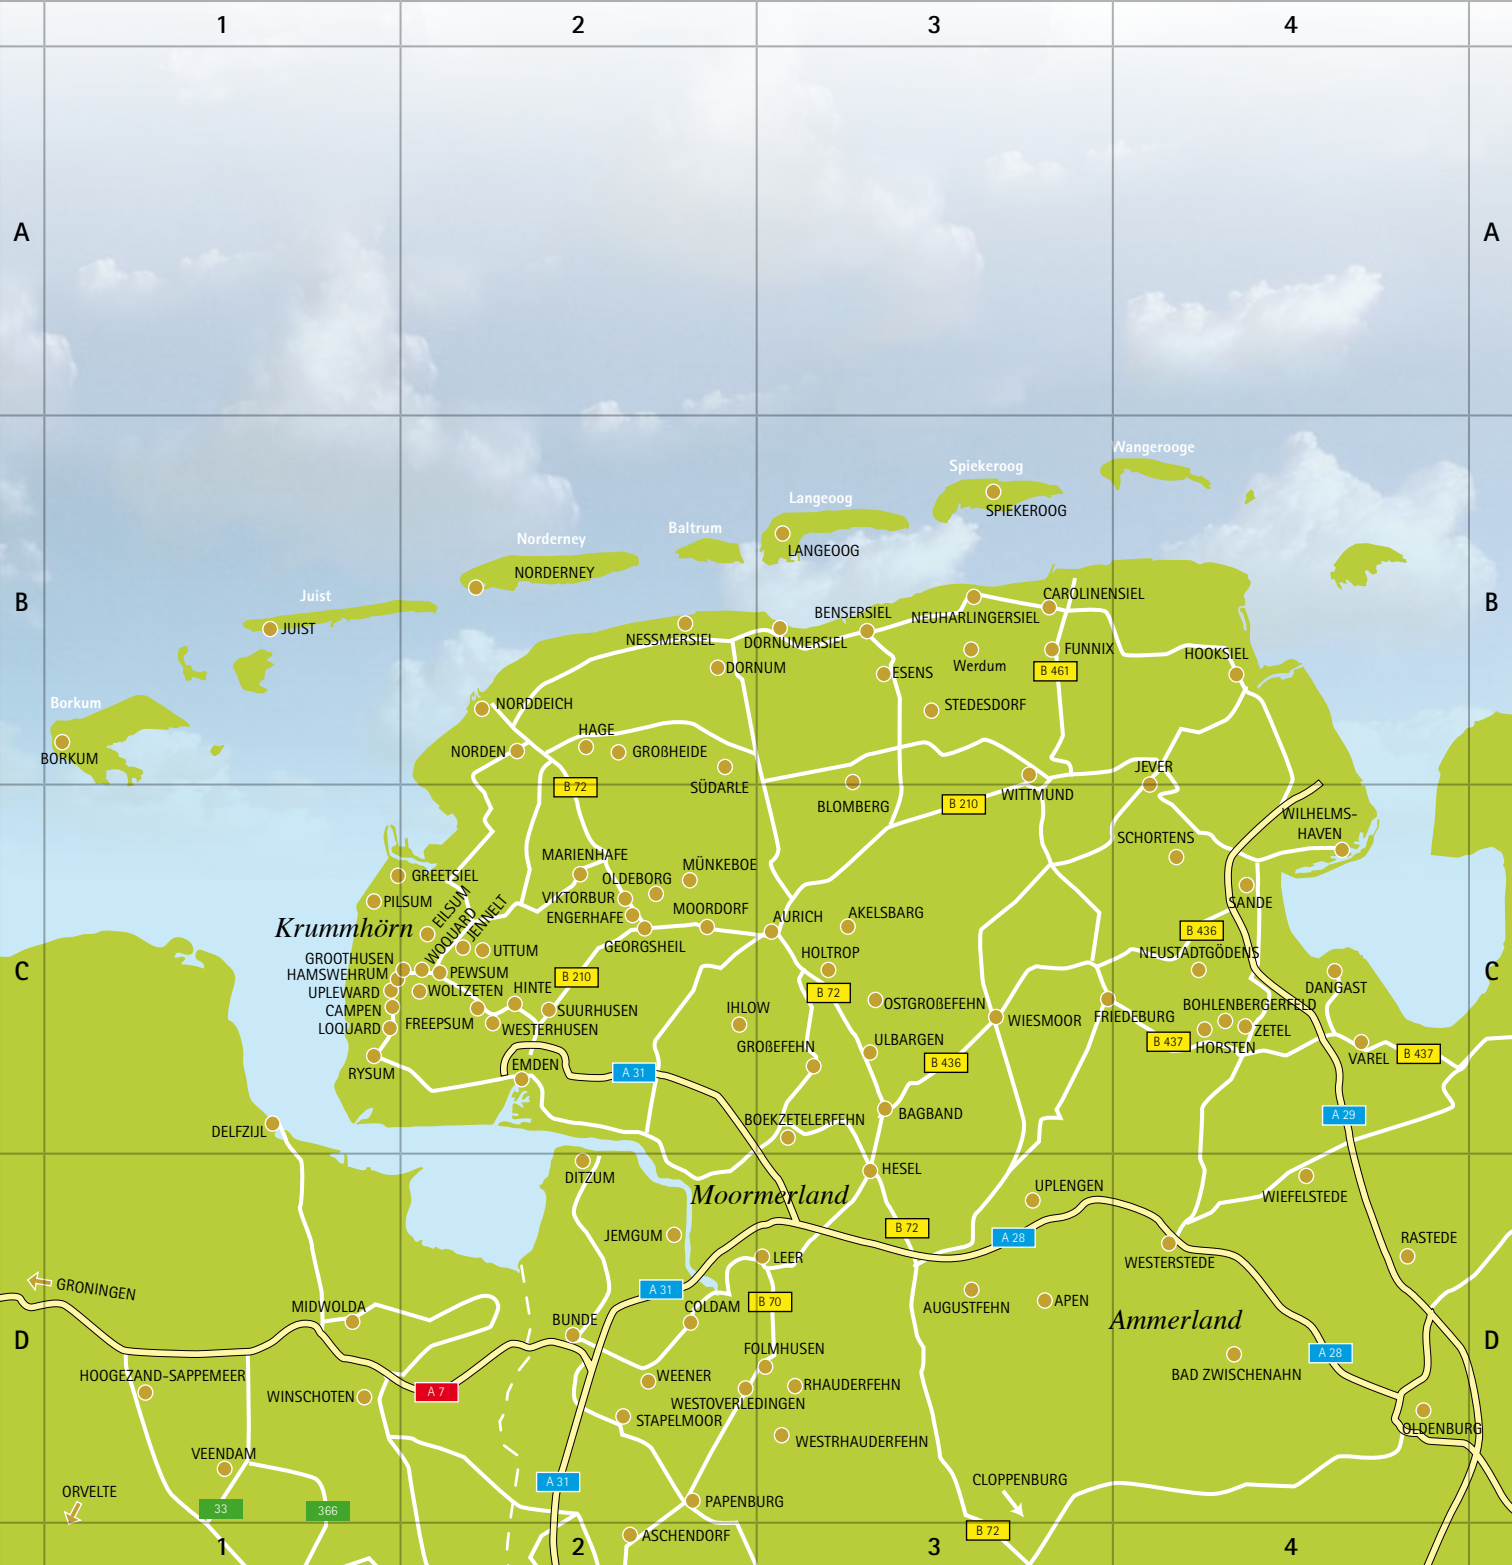 1 2 3 4
A A
Wangerooge
Spiekeroog
SPIEKEROOG
Langeoog
LANGEOOG
Baltrum
Norderney
NORDERNEY
Juist
JUIST
B B
CAROLINENSIEL
BENSERSIEL
NEUHARLINGERSIEL
NESSMERSIEL
DORNUMERSIEL
FUNNIX
HOOKSIEL
Werdum
DORNUM
ESENS
B 461
Borkum
BORKUM
NORDDEICH
STEDESDORF
HAGE
NORDEN
GROßHEIDE
SÜDARLE
JEVER
B 72
BLOMBERG
B 210
WITTMUND
WILHELMS-
HAVEN
SCHORTENS
MARIENHAFE
MÜNKEBOE
GREETSIEL
OLDEBORG
VIKTORBUR
PILSUM
EILSUM
WOQUARD
JENNELT
SANDE
MOORDORF
ENGERHAFE
AURICH
AKELSBARG
Krummhörn
B 436
GEORGSHEIL
UTTUM
HOLTROP
NEUSTADTGÖDENS
GROOTHUSEN
HAMSWEHRUM
PEWSUM
B 210
C C
UPLEWARD
WOLTZETEN
HINTE
B 72
DANGAST
CAMPEN
SUURHUSEN
IHLOW
OSTGROßEFEHN
BOHLENBERGERFELD
LOQUARD
FREEPSUM
WESTERHUSEN
WIESMOOR
FRIEDEBURG
ZETEL
GROßEFEHN
ULBARGEN
B 437
HORSTEN
VAREL
B 437
RYSUM
EMDEN
A 31
B 436
BAGBAND
A 29
BOEKZETELERFEHN
DELFZIJL
DITZUM
HESEL
Moormerland
UPLENGEN
WIEFELSTEDE
JEMGUM
B 72
A 28
RASTEDE
LEER
WESTERSTEDE
GRONINGEN
A 31
COLDAM
B 70
AUGUSTFEHN
APEN
MIDWOLDA
BUNDE
Ammerland
D D
FOLMHUSEN
A 28
HOOGEZAND-SAPPEMEER
WEENER
RHAUDERFEHN
BAD ZWISCHENAHN
WINSCHOTEN
A 7
WESTOVERLEDINGEN
STAPELMOOR
OLDENBURG
WESTRHAUDERFEHN
VEENDAM
A 31
CLOPPENBURG
ORVELTE
33
366
PAPENBURG
B 72
ASCHENDORF
1 2 3 4